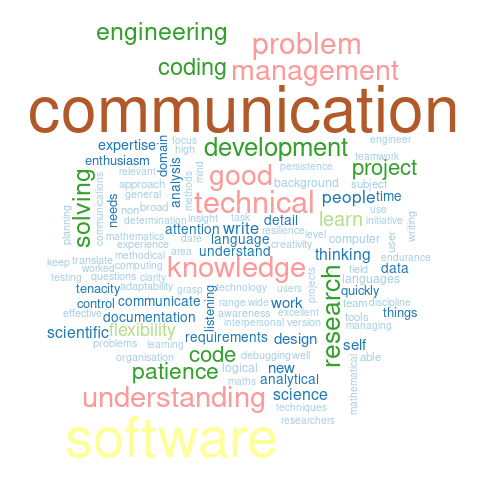 engineering
problem
coding management
communication
expertise domain focus high development engineer
enthusiasm analysis relevant mind persistence teamwork
solving good project
approach methods background subject
needs general technical people time
communications non broad learn use
planning determination insight task resilience initiative
attention write detail level writing
mathematics date language creativity computer user
experience area understand thinking endurance
keep translate methodical knowledge field data
worked computing research languages
testing questions clarity projects
tenacity adaptability grasp technology users quickly
control communicate listening range wide work team discipline
effective documentation awareness excellent tools things
interpersonal version managing
scientific flexibility requirements design self
problems learning code debugging well able
organisation logical new
patience maths analytical mathematical
understanding science
techniques
researchers
software